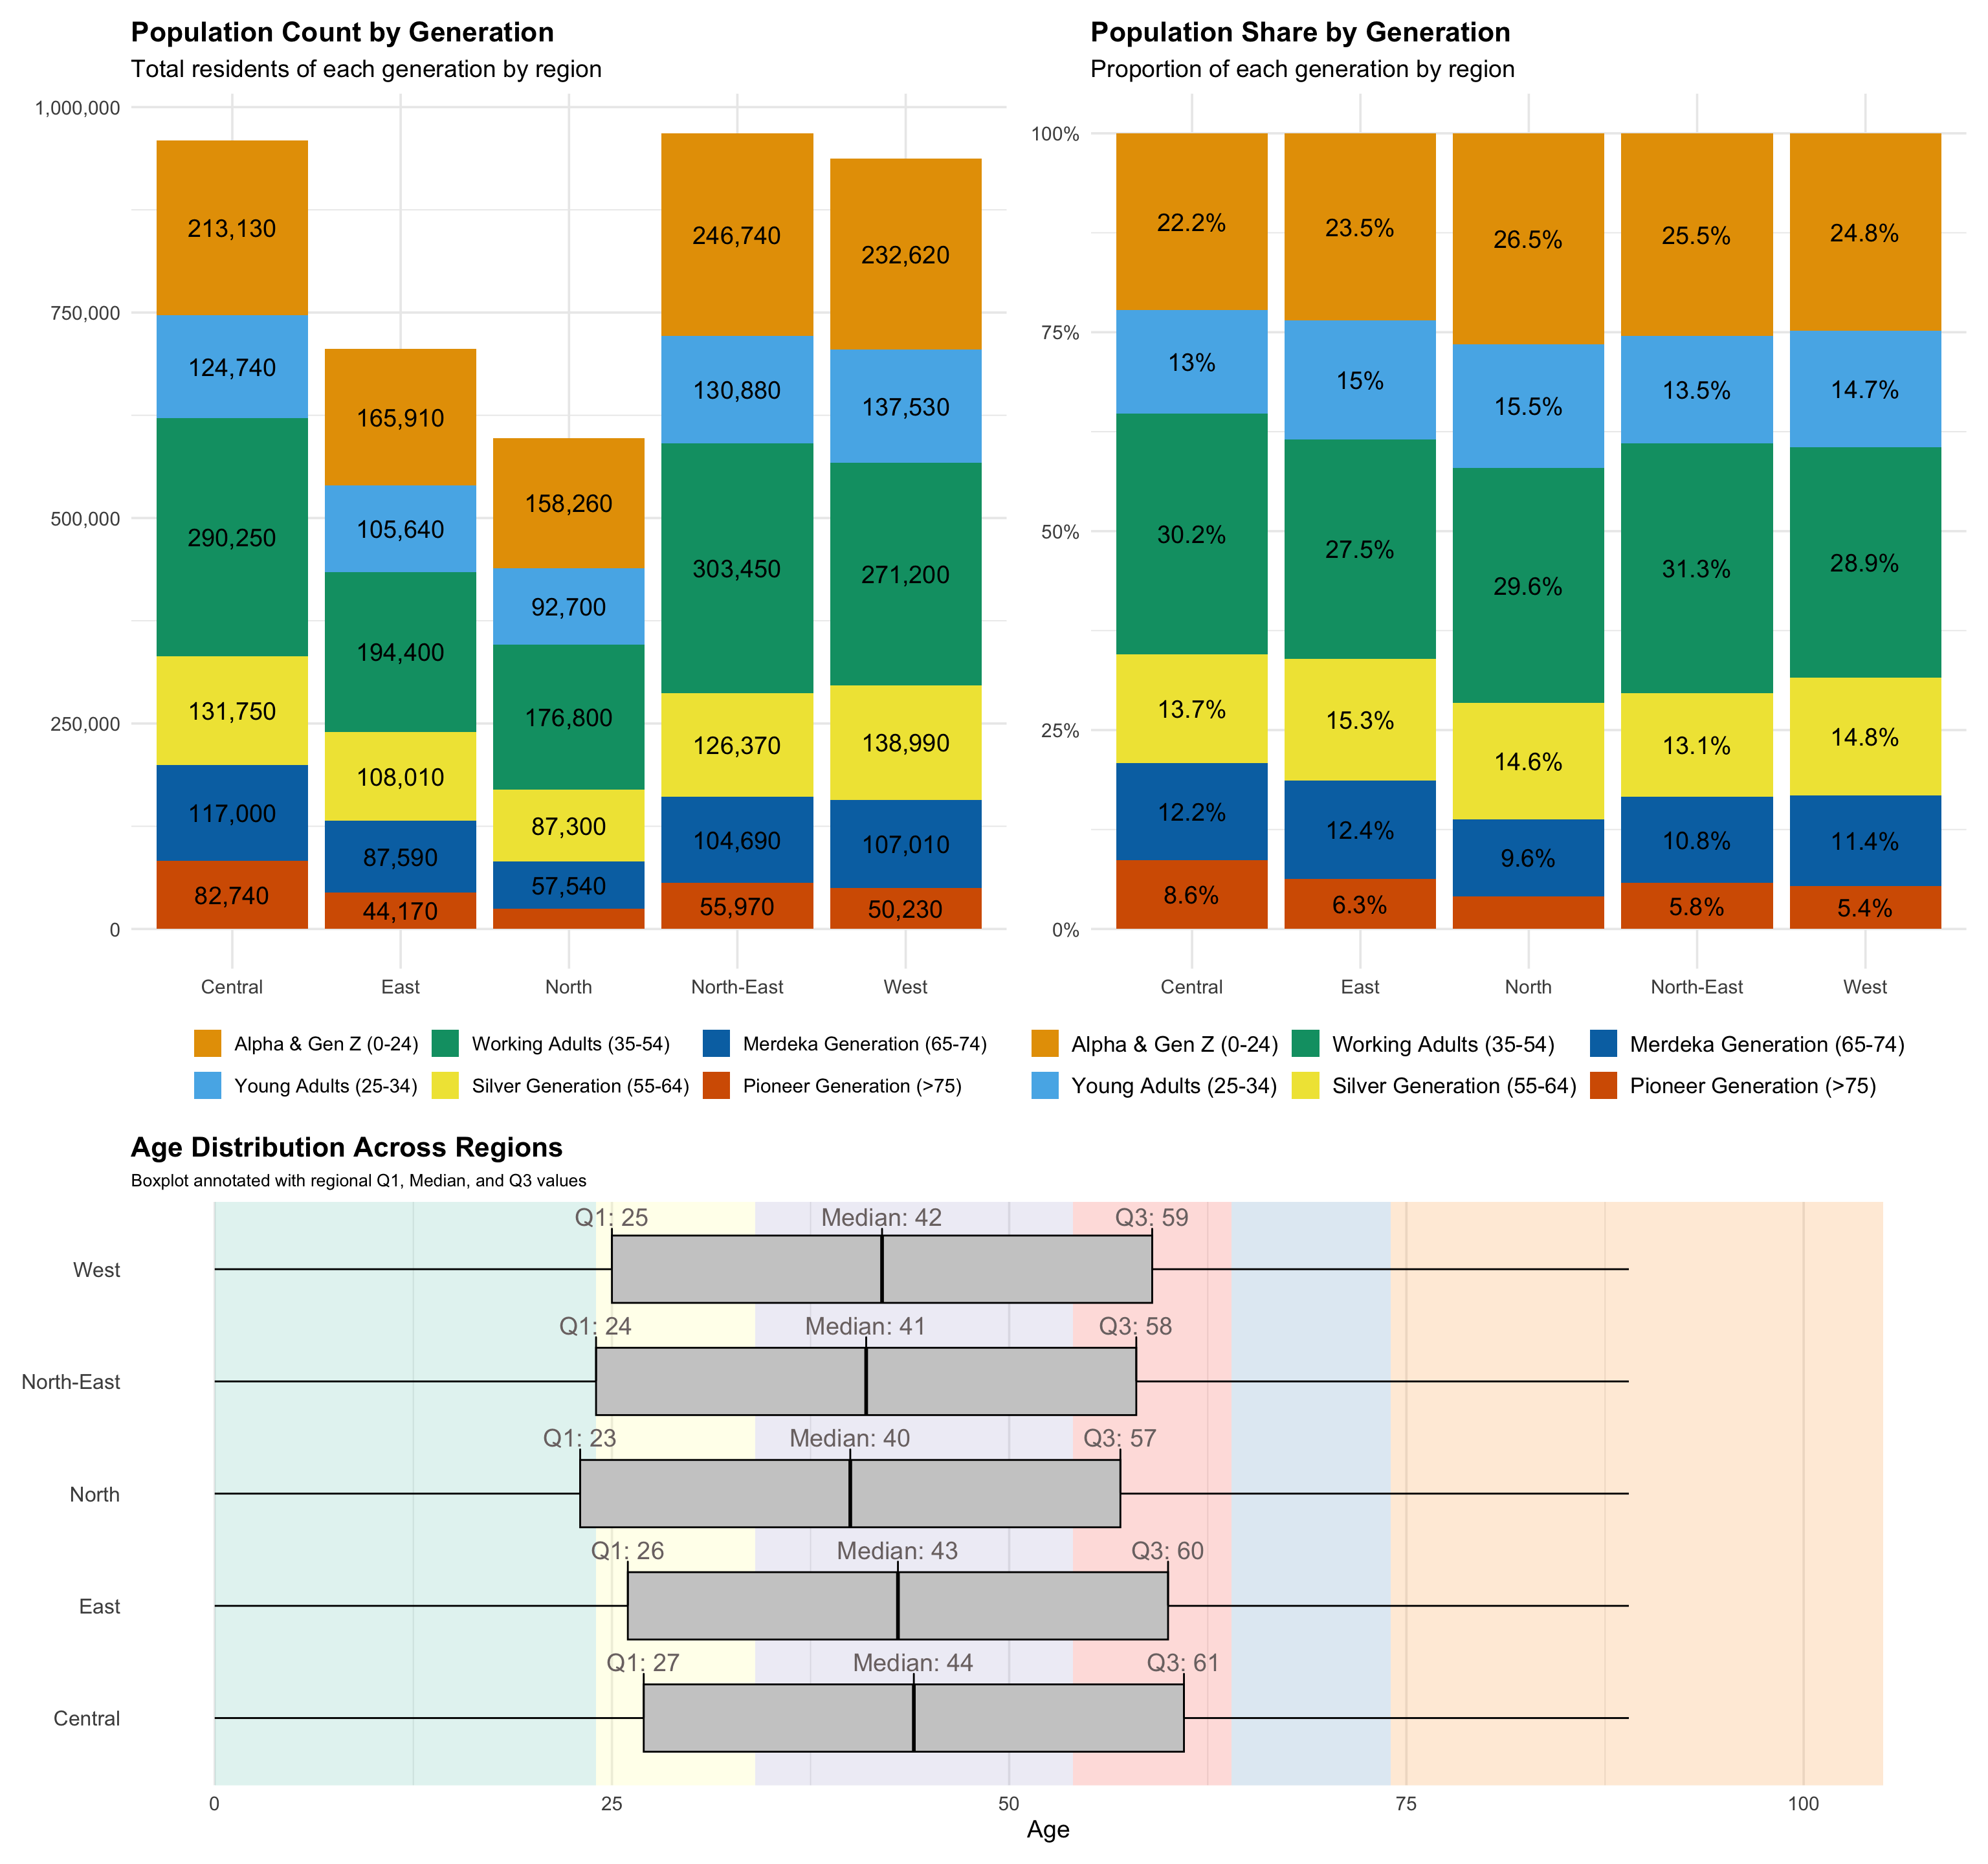 Population Count by Generation
Total residents of each generation by region
1,000,000
750,000
500,000
250,000
0
213,130
124,740
290,250
131,750
117,000
82,740
165,910
105,640
194,400
108,010
87,590
44,170
158,260
92,700
176,800
87,300
57,540
246,740
130,880
303,450
126,370
104,690
55,970
232,620
137,530
271,200
138,990
107,010
50,230
Central East North North-East West
Alpha & Gen Z (0-24) Working Adults (35-54) Merdeka Generation (65-74)
Young Adults (25-34) Silver Generation (55-64) Pioneer Generation (>75)
Population Share by Generation
Proportion of each generation by region
100%
75%
50%
25%
0%
22.2%
13%
30.2%
13.7%
12.2%
8.6%
23.5%
15%
27.5%
15.3%
12.4%
6.3%
26.5%
15.5%
29.6%
14.6%
9.6%
25.5%
13.5%
31.3%
13.1%
10.8%
5.8%
24.8%
14.7%
28.9%
14.8%
11.4%
5.4%
Central East North North-East West
Alpha & Gen Z (0-24) Working Adults (35-54) Merdeka Generation (65-74)
Young Adults (25-34) Silver Generation (55-64) Pioneer Generation (>75)
Age Distribution Across Regions
Boxplot annotated with regional Q1, Median, and Q3 values
Q1: 25 Median: 42 Q3: 59
West
Q1: 24 Median: 41 Q3: 58
North-East
Q1: 23 Median: 40 Q3: 57
North
Q1: 26 Median: 43 Q3: 60
East
Q1: 27 Median: 44 Q3: 61
Central
0 25 50 75 100
Age